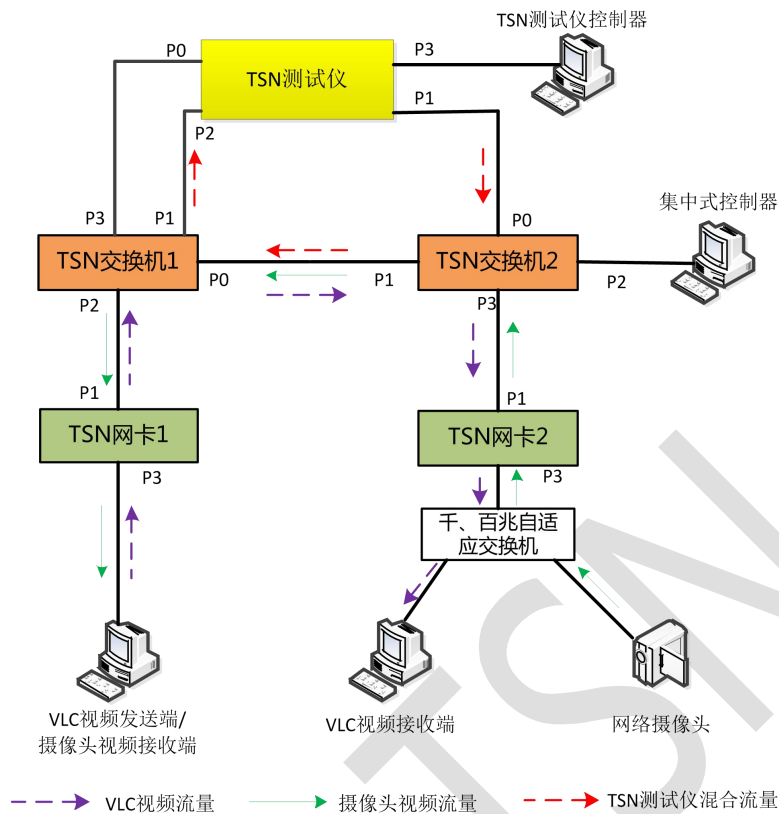 TSN测试仪控制器
P0
TSN测试仪
P3
P1
P2
集中式控制器
P3
P1
P0
TSN交换机1
P0
P1
TSN交换机2
P2
P2
P3
P1
P1
TSN网卡1
TSN网卡2
P3
P3
千、百兆自适
应交换机
VLC视频发送端/
摄像头视频接收端
VLC视频接收端
网络摄像头
VLC视频流量
摄像头视频流量
TSN测试仪混合流量
TSN